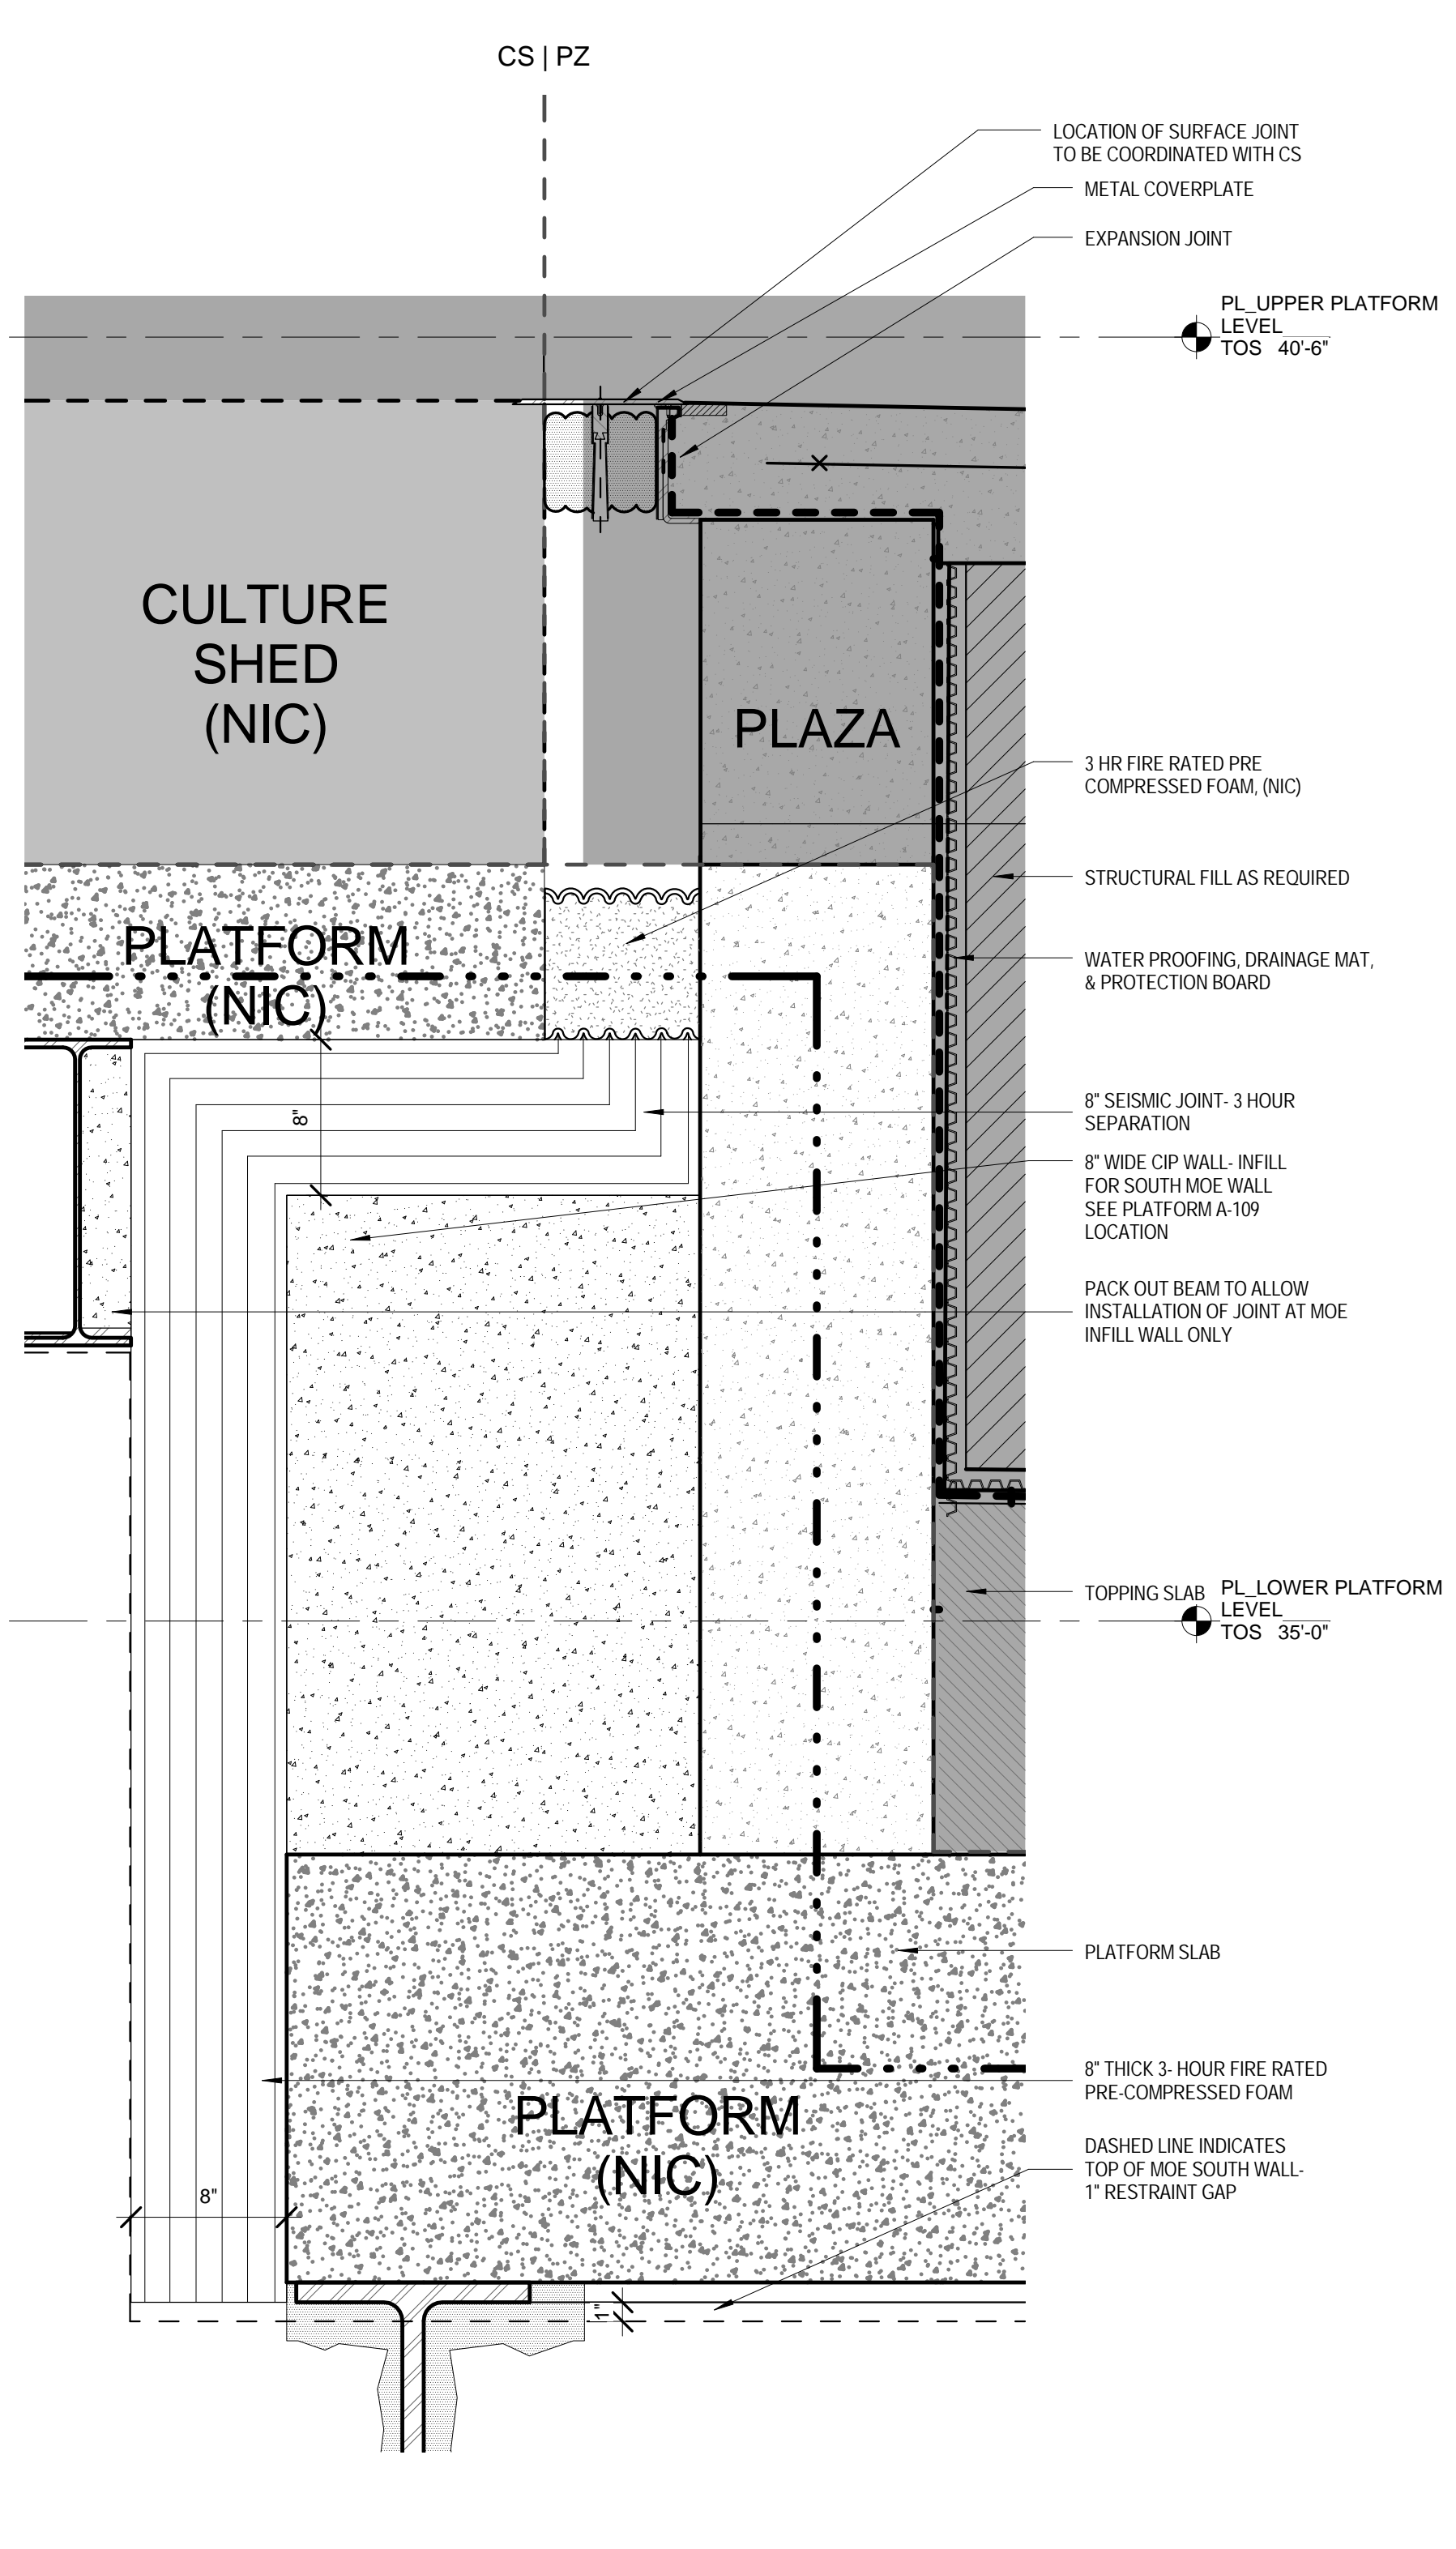 CS | PZ
LOCATION OF SURFACE JOINT
TO BE COORDINATED WITH CS
METAL COVERPLATE
EXPANSION JOINT
PL_UPPER PLATFORM
LEVEL
TOS 40'-6"
CULTURE
SHED
(NIC)
PLAZA
3 HR FIRE RATED PRE
COMPRESSED FOAM, (NIC)
STRUCTURAL FILL AS REQUIRED
PLATFORM
(NIC)
WATER PROOFING, DRAINAGE MAT,
& PROTECTION BOARD
8"
8" SEISMIC JOINT- 3 HOUR
SEPARATION
8" WIDE CIP WALL- INFILL
FOR SOUTH MOE WALL
SEE PLATFORM A-109
LOCATION
PACK OUT BEAM TO ALLOW
INSTALLATION OF JOINT AT MOE
INFILL WALL ONLY
TOPPING SLAB
PL_LOWER PLATFORM
LEVEL
TOS 35'-0"
PLATFORM SLAB
8" THICK 3- HOUR FIRE RATED
PRE-COMPRESSED FOAM
PLATFORM
(NIC)
DASHED LINE INDICATES
TOP OF MOE SOUTH WALL-
1" RESTRAINT GAP
8"
1"